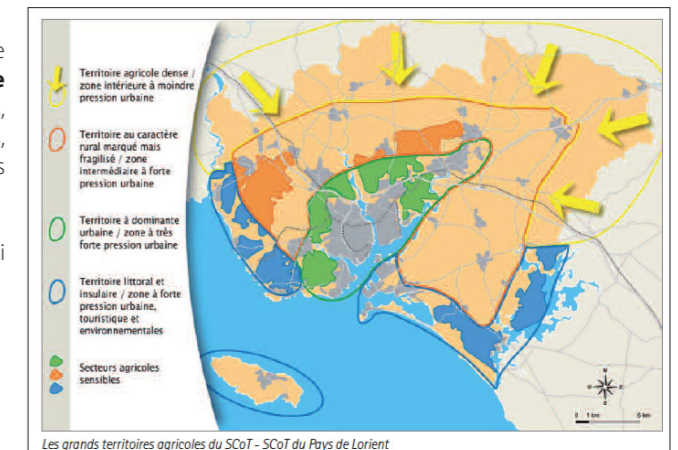 e
e
,
,
s
i
Territoire agricole dense /
zone intérieure à moindre
pression urbaine
Territoire au caractère
rural marqué mais
fragilisé / zone
intermédiaire à forte
pression urbaine
Territoire à dominante
urbaine / zone à très
forte pression urbaine
Territoire littoral et
insulaire / zone à forte
pression urbaine,
touristique et
environnementales
Secteurs agricoles
sensibles
N
O
E
S
0 1 km 5 km
Les grands territoires agricoles du SCoT - SCoT du Pays de Lorient